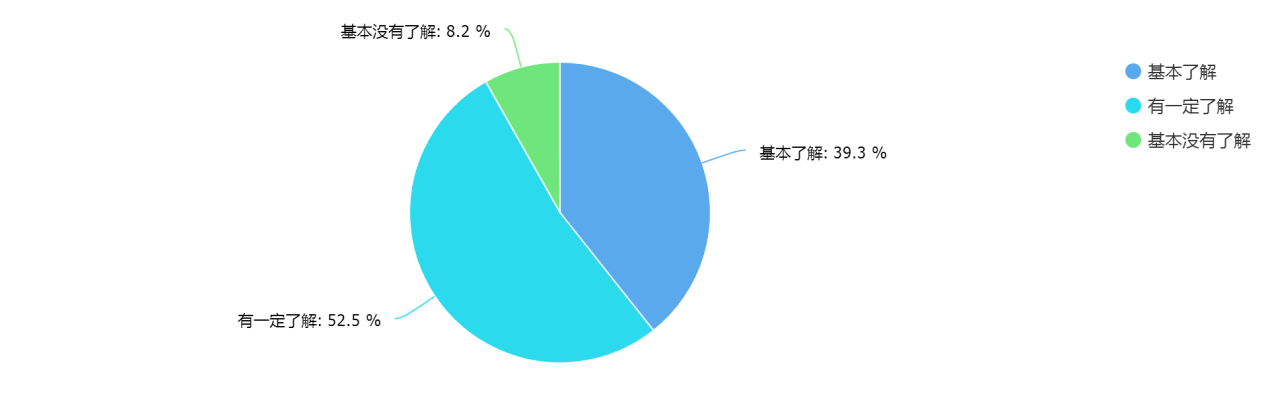 基本没有了解: 8.2 %
基本了解: 39.3 %
有一定了解: 52.5 %
基本了解
有一定了解
基本没有了解